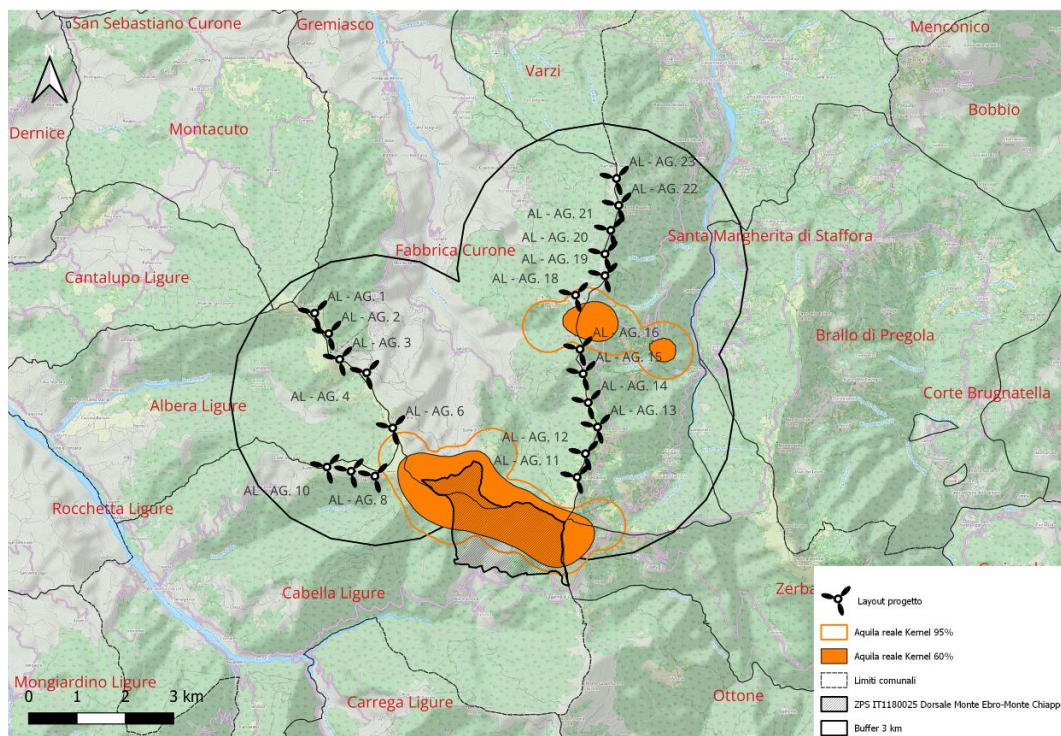 San Sebastiano Curone
Gremiasco
Menconico
N
Varzi
Bobbio
Dernice
Montacuto
AL - AG. 23
AL - AG. 22
AL - AG. 21
AL - AG. 20
Santa Margherita di Staffora
Fabbrica Curone
AL - AG. 19
AL - AG. 18
Cantalupo Ligure
AL - AG. 1
AL - AG. 2
AL - AG. 16
Brallo di Pregola
AL - AG. 3
AL - AG. 15
AL - AG. 14
Corte Brugnatella
AL - AG. 4
Albera Ligure
AL - AG. 6
AL - AG. 13
AL - AG. 12
AL - AG. 11
AL - AG. 10
AL - AG. 8
Rocchetta Ligure
Cabella Ligure
Zerba
Layout progetto
Aquila reale Kernel 95%
Aquila reale Kernel 60%
Limiti comunali
ZPS IT1180025 Dorsale Monte Ebro-Monte Chiapp
Buffer 3 km
Mongiardino Ligure
0 1 2 3 km
Carrega Ligure
Ottone